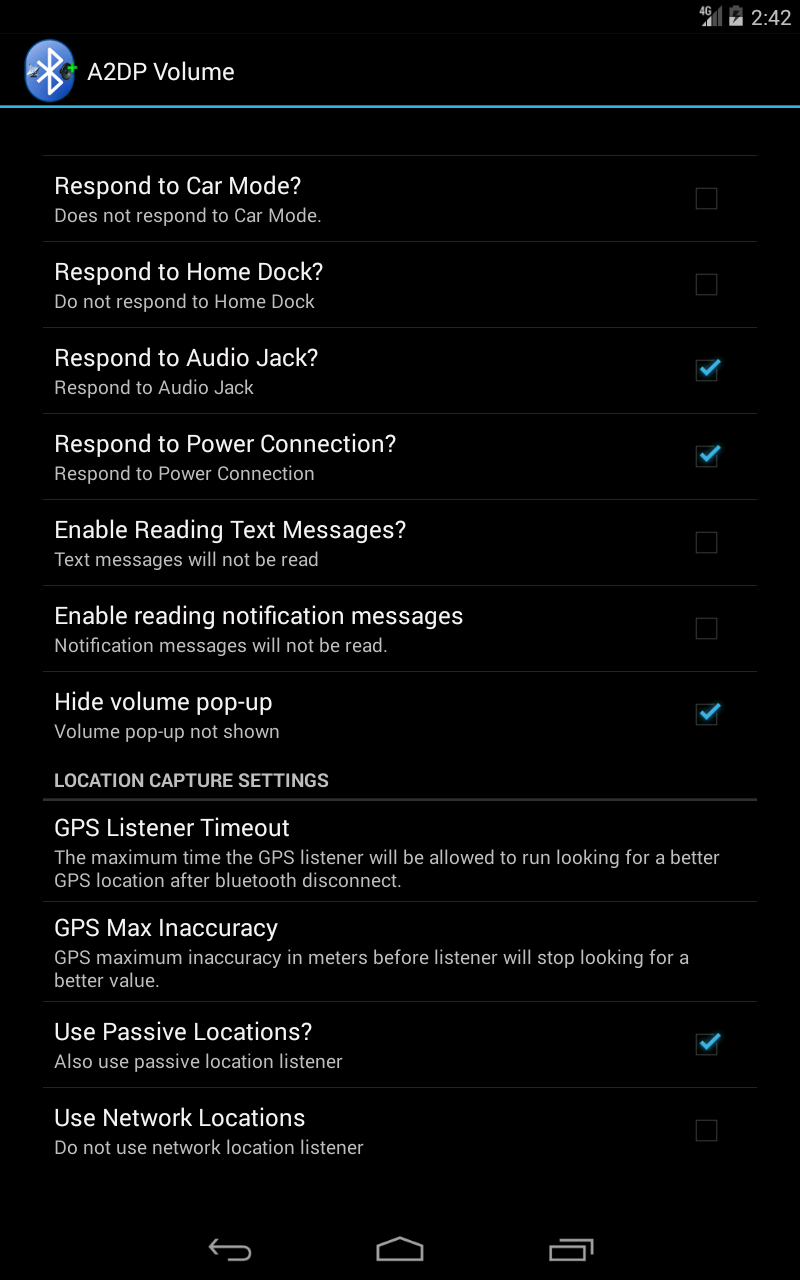 4G 2:42
A2DP Volume
Respond to Car Mode?
Does not respond to Car Mode.
Respond to Home Dock?
Do not respond to Home Dock
Respond to Audio Jack?
Respond to Audio Jack
Respond to Power Connection?
Respond to Power Connection
Enable Reading Text Messages?
Text messages will not be read
Enable reading notification messages
Notification messages will not be read.
Hide volume pop-up
Volume pop-up not shown
LOCATION CAPTURE SETTINGS
GPS Listener Timeout
The maximum time the GPS listener will be allowed to run looking for a better
GPS location after bluetooth disconnect.
GPS Max Inaccuracy
GPS maximum inaccuracy in meters before listener will stop looking for a
better value.
Use Passive Locations?
Also use passive location listener
Use Network Locations
Do not use network location listener